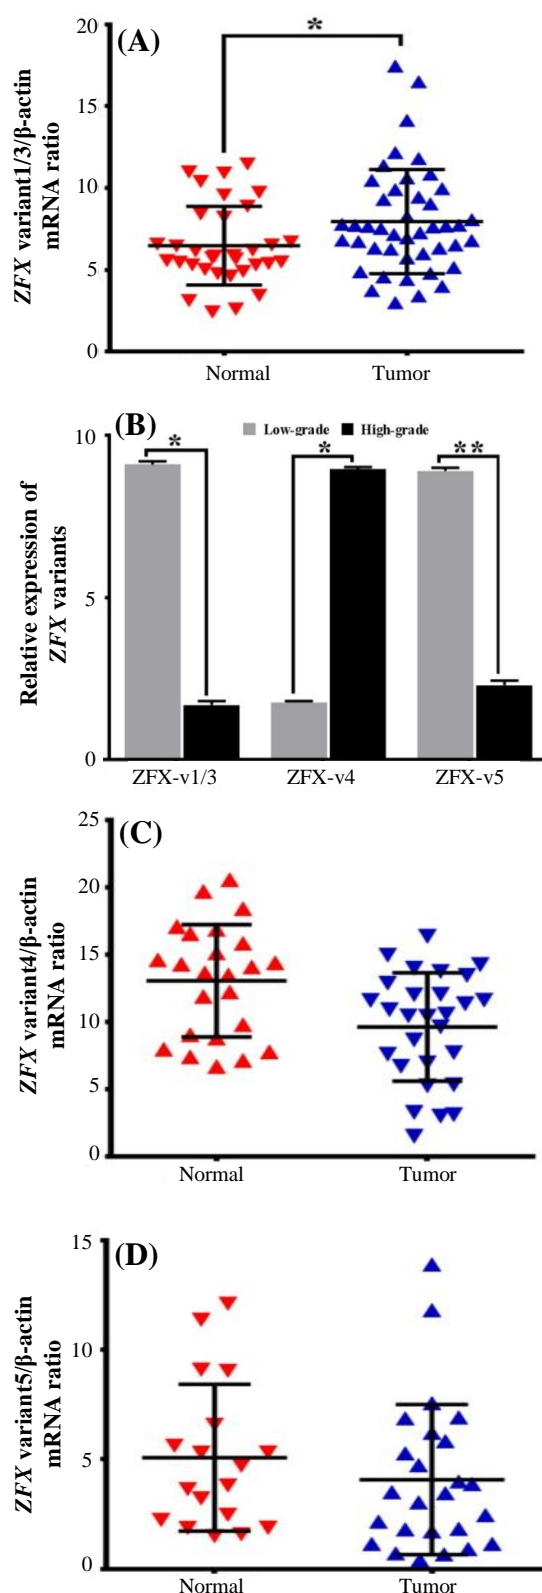 (A)
*
ZFX variant1/3/β-actin
mRNA ratio
20
15
10
5
0
Normal
Tumor
(B)
Low-grade
High-grade
*
*
**
Relative expression of
ZFX variants
10
5
0
ZFX-v1/3
ZFX-v4
ZFX-v5
(C)
ZFX variant4/β-actin
mRNA ratio
25
20
15
10
5
0
Normal
Tumor
(D)
ZFX variant5/β-actin
mRNA ratio
15
10
5
0
Normal
Tumor